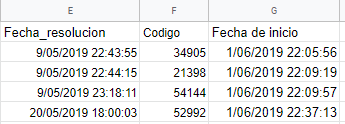 E F G
Fecha_resolucion Codigo Fecha de inicio
9/05/2019 22:43:55 34905 1/06/2019 22:05:56
9/05/2019 22:44:15 21398 1/06/2019 22:09:19
9/05/2019 23:18:11 54144 1/06/2019 22:09:57
20/05/2019 18:00:03 52992 1/06/2019 22:37:13